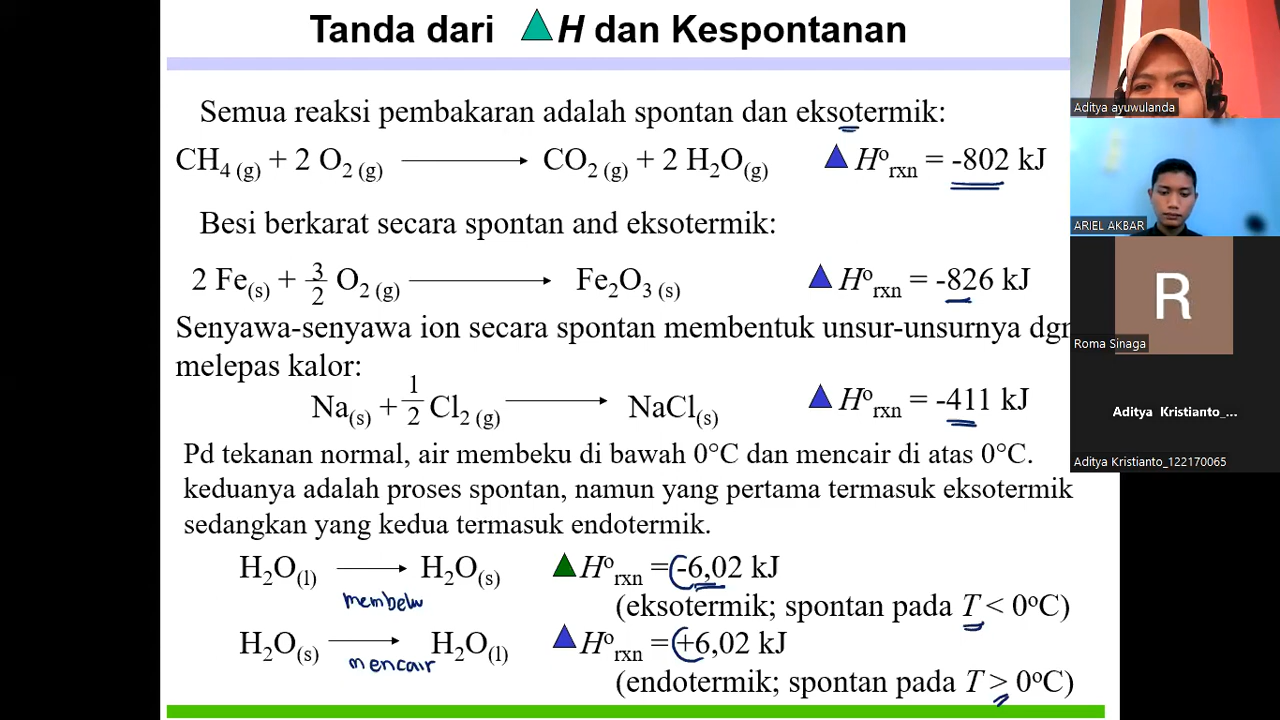 Tanda dari ▲H dan Kespontanan
Semua reaksi pembakaran adalah spontan dan eksotermik:
CH4 (g) + 2 O2 (g) → CO2 (g) + 2 H2O(g) ▲ H°rxn = -802 kJ
Besi berkarat secara spontan and eksotermik:
2 Fe(s) + 3/2 O2 (g) → Fe2O3 (s) ▲ H°rxn = -826 kJ
Senyawa-senyawa ion secara spontan membentuk unsur-unsurnya dgn
melepas kalor:
Na(s) + 1/2 Cl2 (g) → NaCl(s) ▲ H°rxn = -411 kJ
Pd tekanan normal, air membeku di bawah 0°C dan mencair di atas 0°C.
keduanya adalah proses spontan, namun yang pertama termasuk eksotermik
sedangkan yang kedua termasuk endotermik.
H2O(l) → H2O(s) ▲ H°rxn = -6,02 kJ
membeku
(eksotermik; spontan pada T < 0°C)
H2O(s) → H2O(l) ▲ H°rxn = +6,02 kJ
mencair
(endotermik; spontan pada T > 0°C)
Aditya ayuwulanda
ARIEL AKBAR
R
Roma Sinaga
Aditya Kristianto_...
Aditya Kristianto_122170065